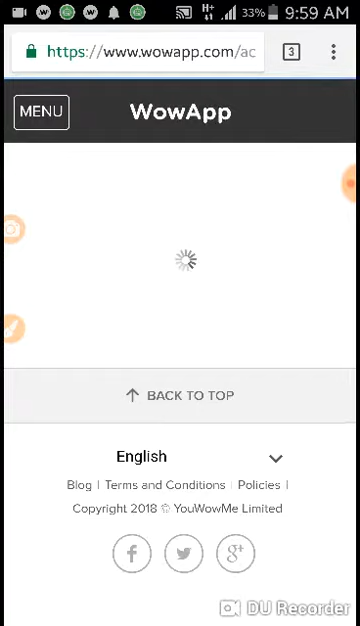 33% 9:59 AM
https://www.wowapp.com/ac 3
MENU WowApp
BACK TO TOP
English
Blog | Terms and Conditions | Policies |
Copyright 2018 © YouWowMe Limited
DU Recorder